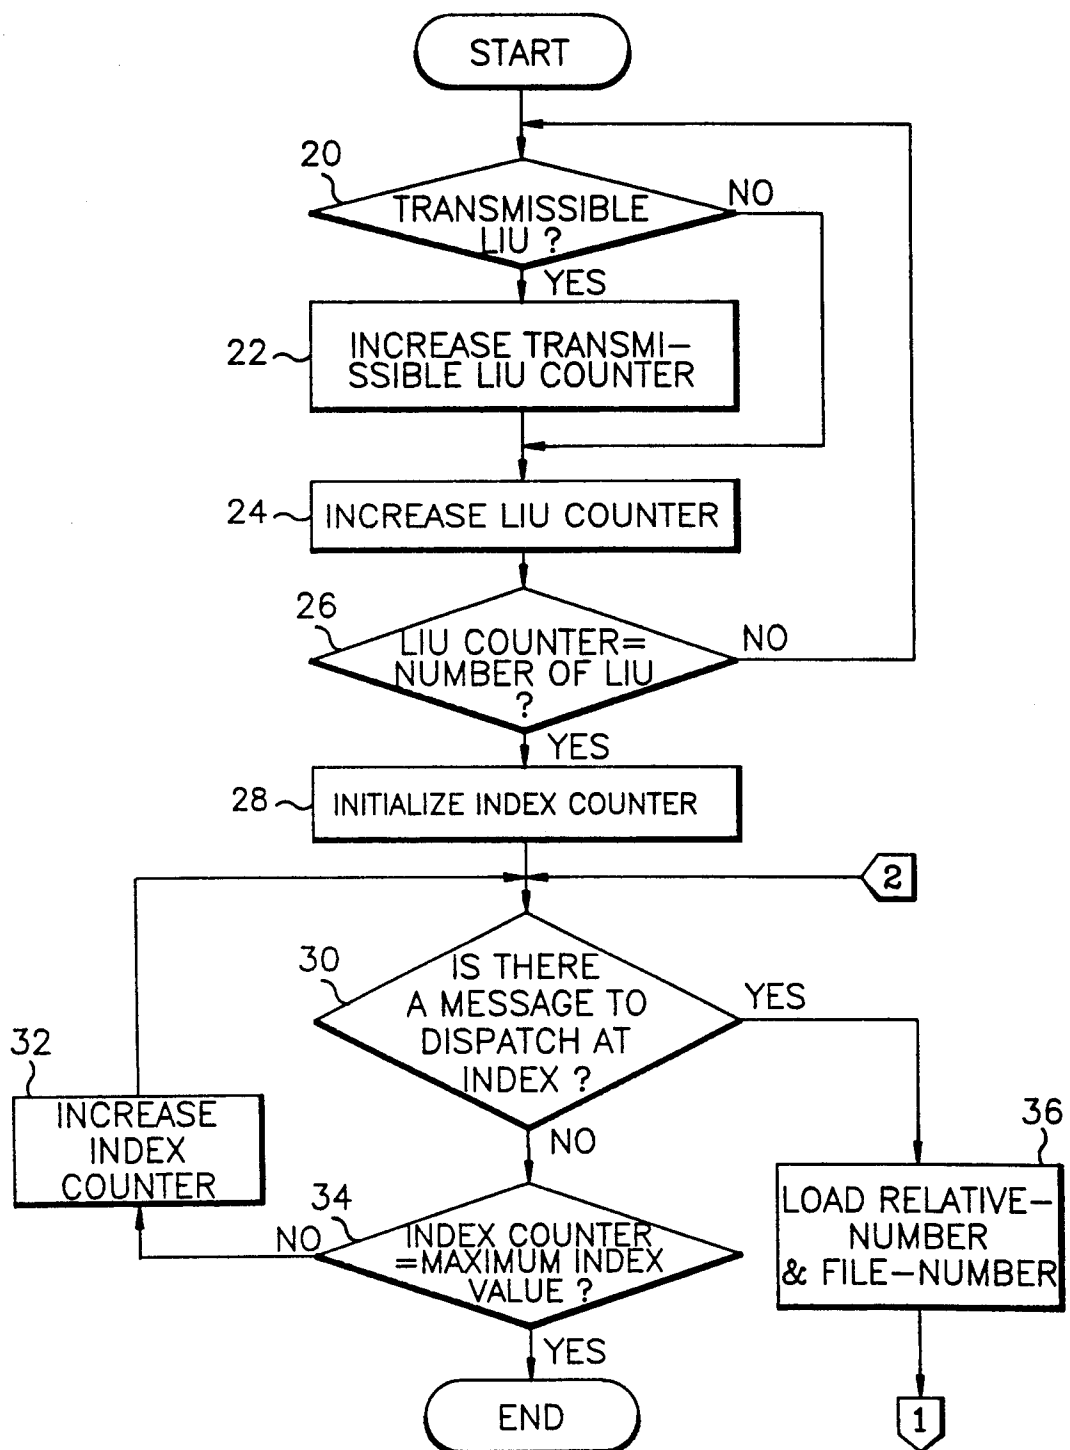 START
20
TRANSMISSIBLE
LIU ?
NO
YES
22
INCREASE TRANSMI-
SSIBLE LIU COUNTER
24
INCREASE LIU COUNTER
26
LIU COUNTER=
NUMBER OF LIU
?
NO
YES
28
INITIALIZE INDEX COUNTER
2
30
IS THERE
A MESSAGE TO
DISPATCH AT
INDEX ?
YES
NO
32
INCREASE
INDEX
COUNTER
34
INDEX COUNTER
=MAXIMUM INDEX
VALUE ?
NO
YES
36
LOAD RELATIVE-
NUMBER
& FILE-NUMBER
END
1